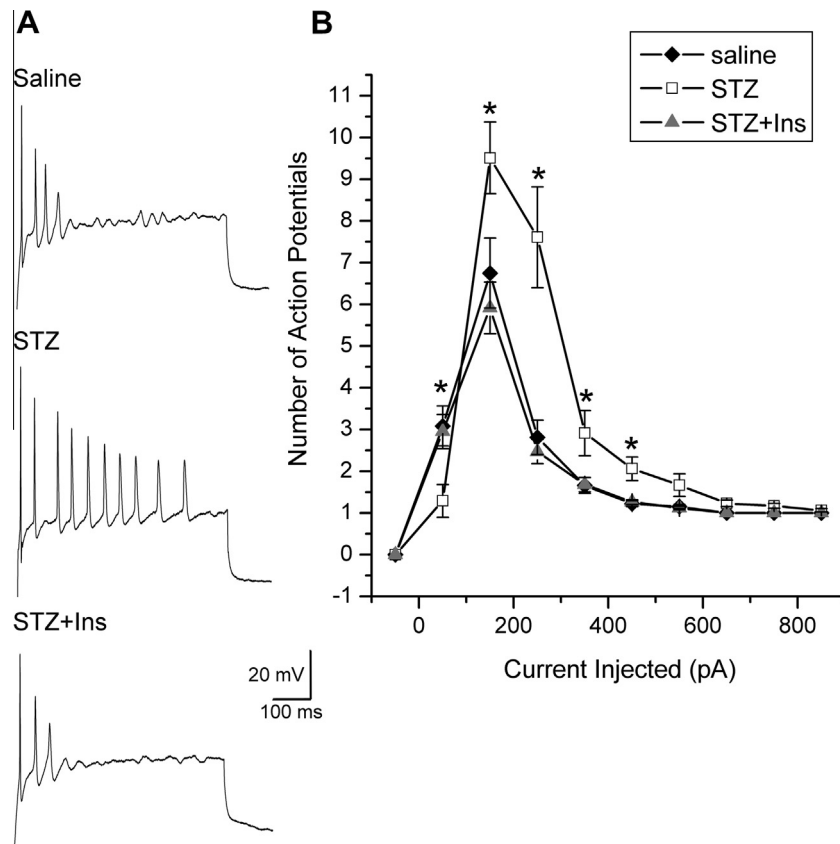 A
Saline
STZ
STZ+Ins
20 mV
100 ms
B
saline
STZ
STZ+Ins
Number of Action Potentials
11
10
9
8
7
6
5
4
3
2
1
0
-1
*
*
*
*
*
0
200
400
600
800
Current Injected (pA)